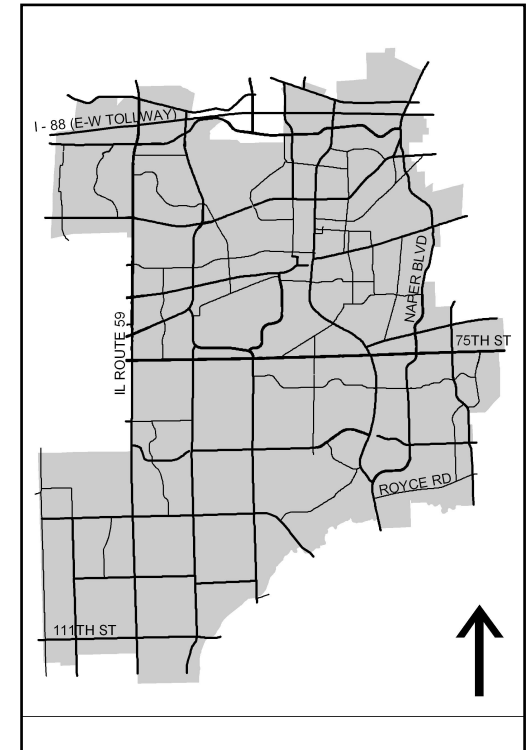 I - 88 (E-W TOLLWAY)
NAPER BLVD
IL ROUTE 59
75TH ST
ROYCE RD
111TH ST